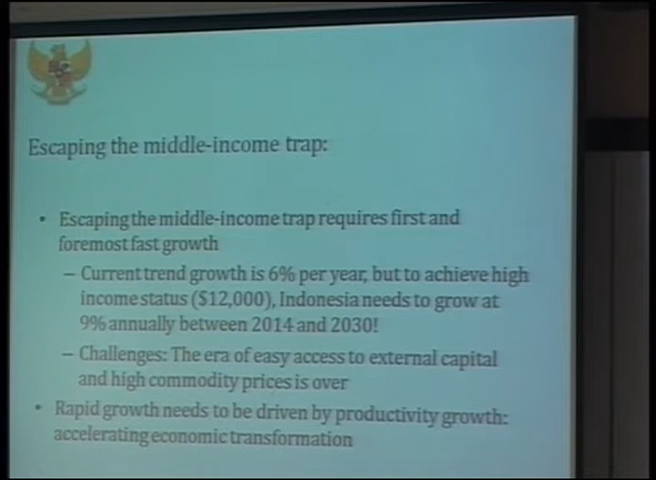 Escaping the middle-income trap:
• Escaping the middle-income trap requires first and
foremost fast growth
– Current trend growth is 6% per year, but to achieve high
income status ($12,000), Indonesia needs to grow at
9% annually between 2014 and 2030!
– Challenges: The era of easy access to external capital
and high commodity prices is over
• Rapid growth needs to be driven by productivity growth:
accelerating economic transformation